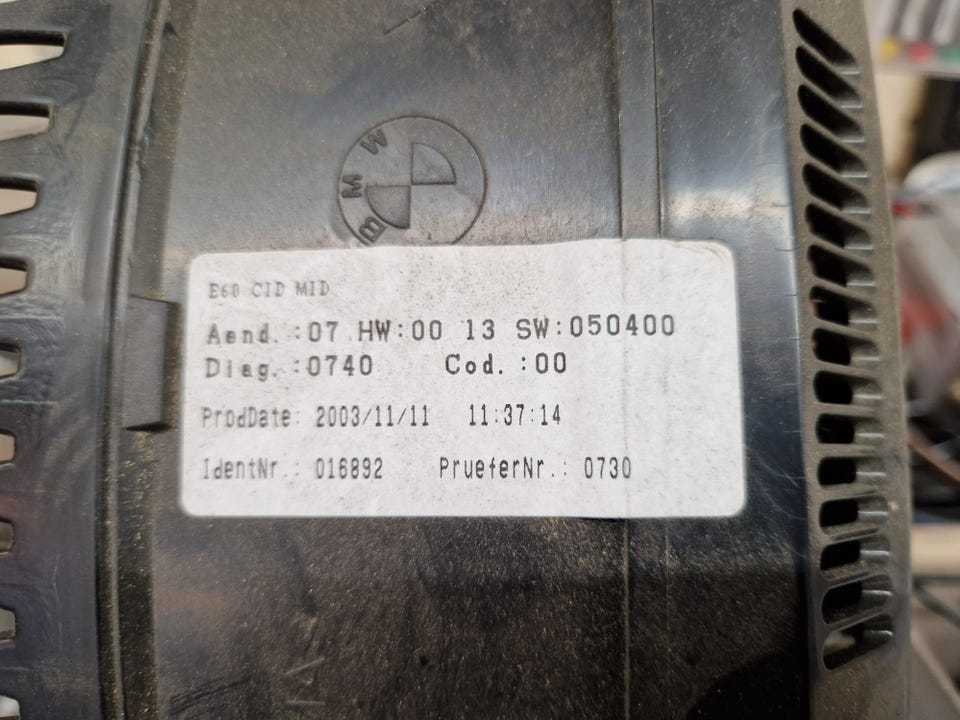 BMW
E60 CID MID
Aend.:07 HW:00 13 SW:050400
Diag.:0740 Cod.:00
ProdDate: 2003/11/11 11:37:14
IdentNr.: 016892 PrueferNr.: 0730